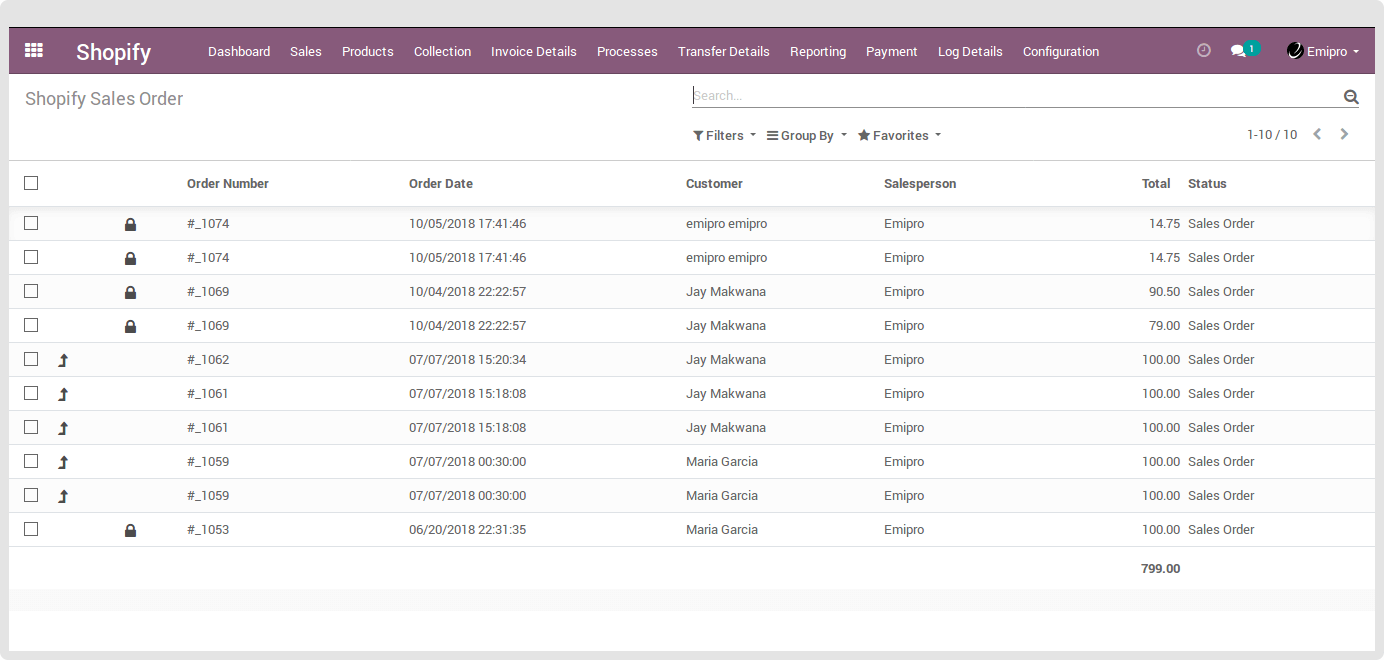 Shopify Dashboard Sales Products Collection Invoice Details Processes Transfer Details Reporting Payment Log Details Configuration 1 Emipro
Shopify Sales Order Search...
Filters Group By Favorites 1-10 / 10
Order Number Order Date Customer Salesperson Total Status
#_1074 10/05/2018 17:41:46 emipro emipro Emipro 14.75 Sales Order
#_1074 10/05/2018 17:41:46 emipro emipro Emipro 14.75 Sales Order
#_1069 10/04/2018 22:22:57 Jay Makwana Emipro 90.50 Sales Order
#_1069 10/04/2018 22:22:57 Jay Makwana Emipro 79.00 Sales Order
#_1062 07/07/2018 15:20:34 Jay Makwana Emipro 100.00 Sales Order
#_1061 07/07/2018 15:18:08 Jay Makwana Emipro 100.00 Sales Order
#_1061 07/07/2018 15:18:08 Jay Makwana Emipro 100.00 Sales Order
#_1059 07/07/2018 00:30:00 Maria Garcia Emipro 100.00 Sales Order
#_1059 07/07/2018 00:30:00 Maria Garcia Emipro 100.00 Sales Order
#_1053 06/20/2018 22:31:35 Maria Garcia Emipro 100.00 Sales Order
799.00